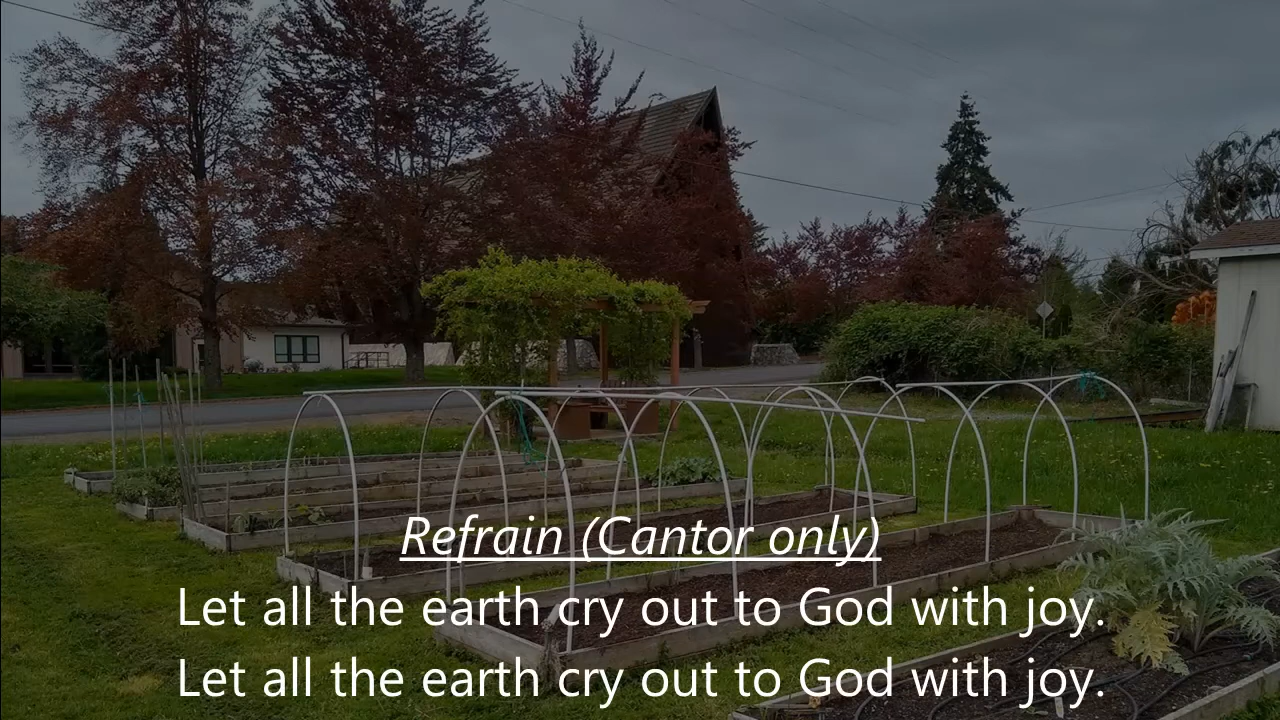 Refrain (Cantor only)
Let all the earth cry out to God with joy.
Let all the earth cry out to God with joy.